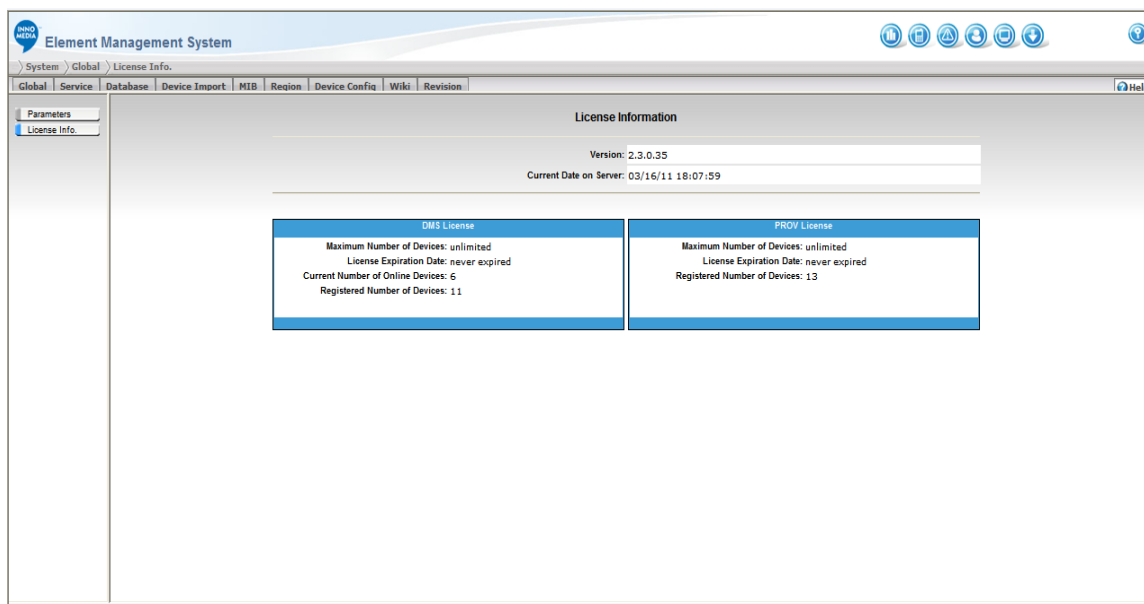 INNO
MEDIA
Element Management System
System Global License Info.
Global Service Database Device Import MIB Region Device Config Wiki Revision
Parameters
License Info.
License Information
Version: 2.3.0.35
Current Date on Server: 03/16/11 18:07:59
DMS License
Maximum Number of Devices: unlimited
License Expiration Date: never expired
Current Number of Online Devices: 6
Registered Number of Devices: 11
PROV License
Maximum Number of Devices: unlimited
License Expiration Date: never expired
Registered Number of Devices: 13
? Hel